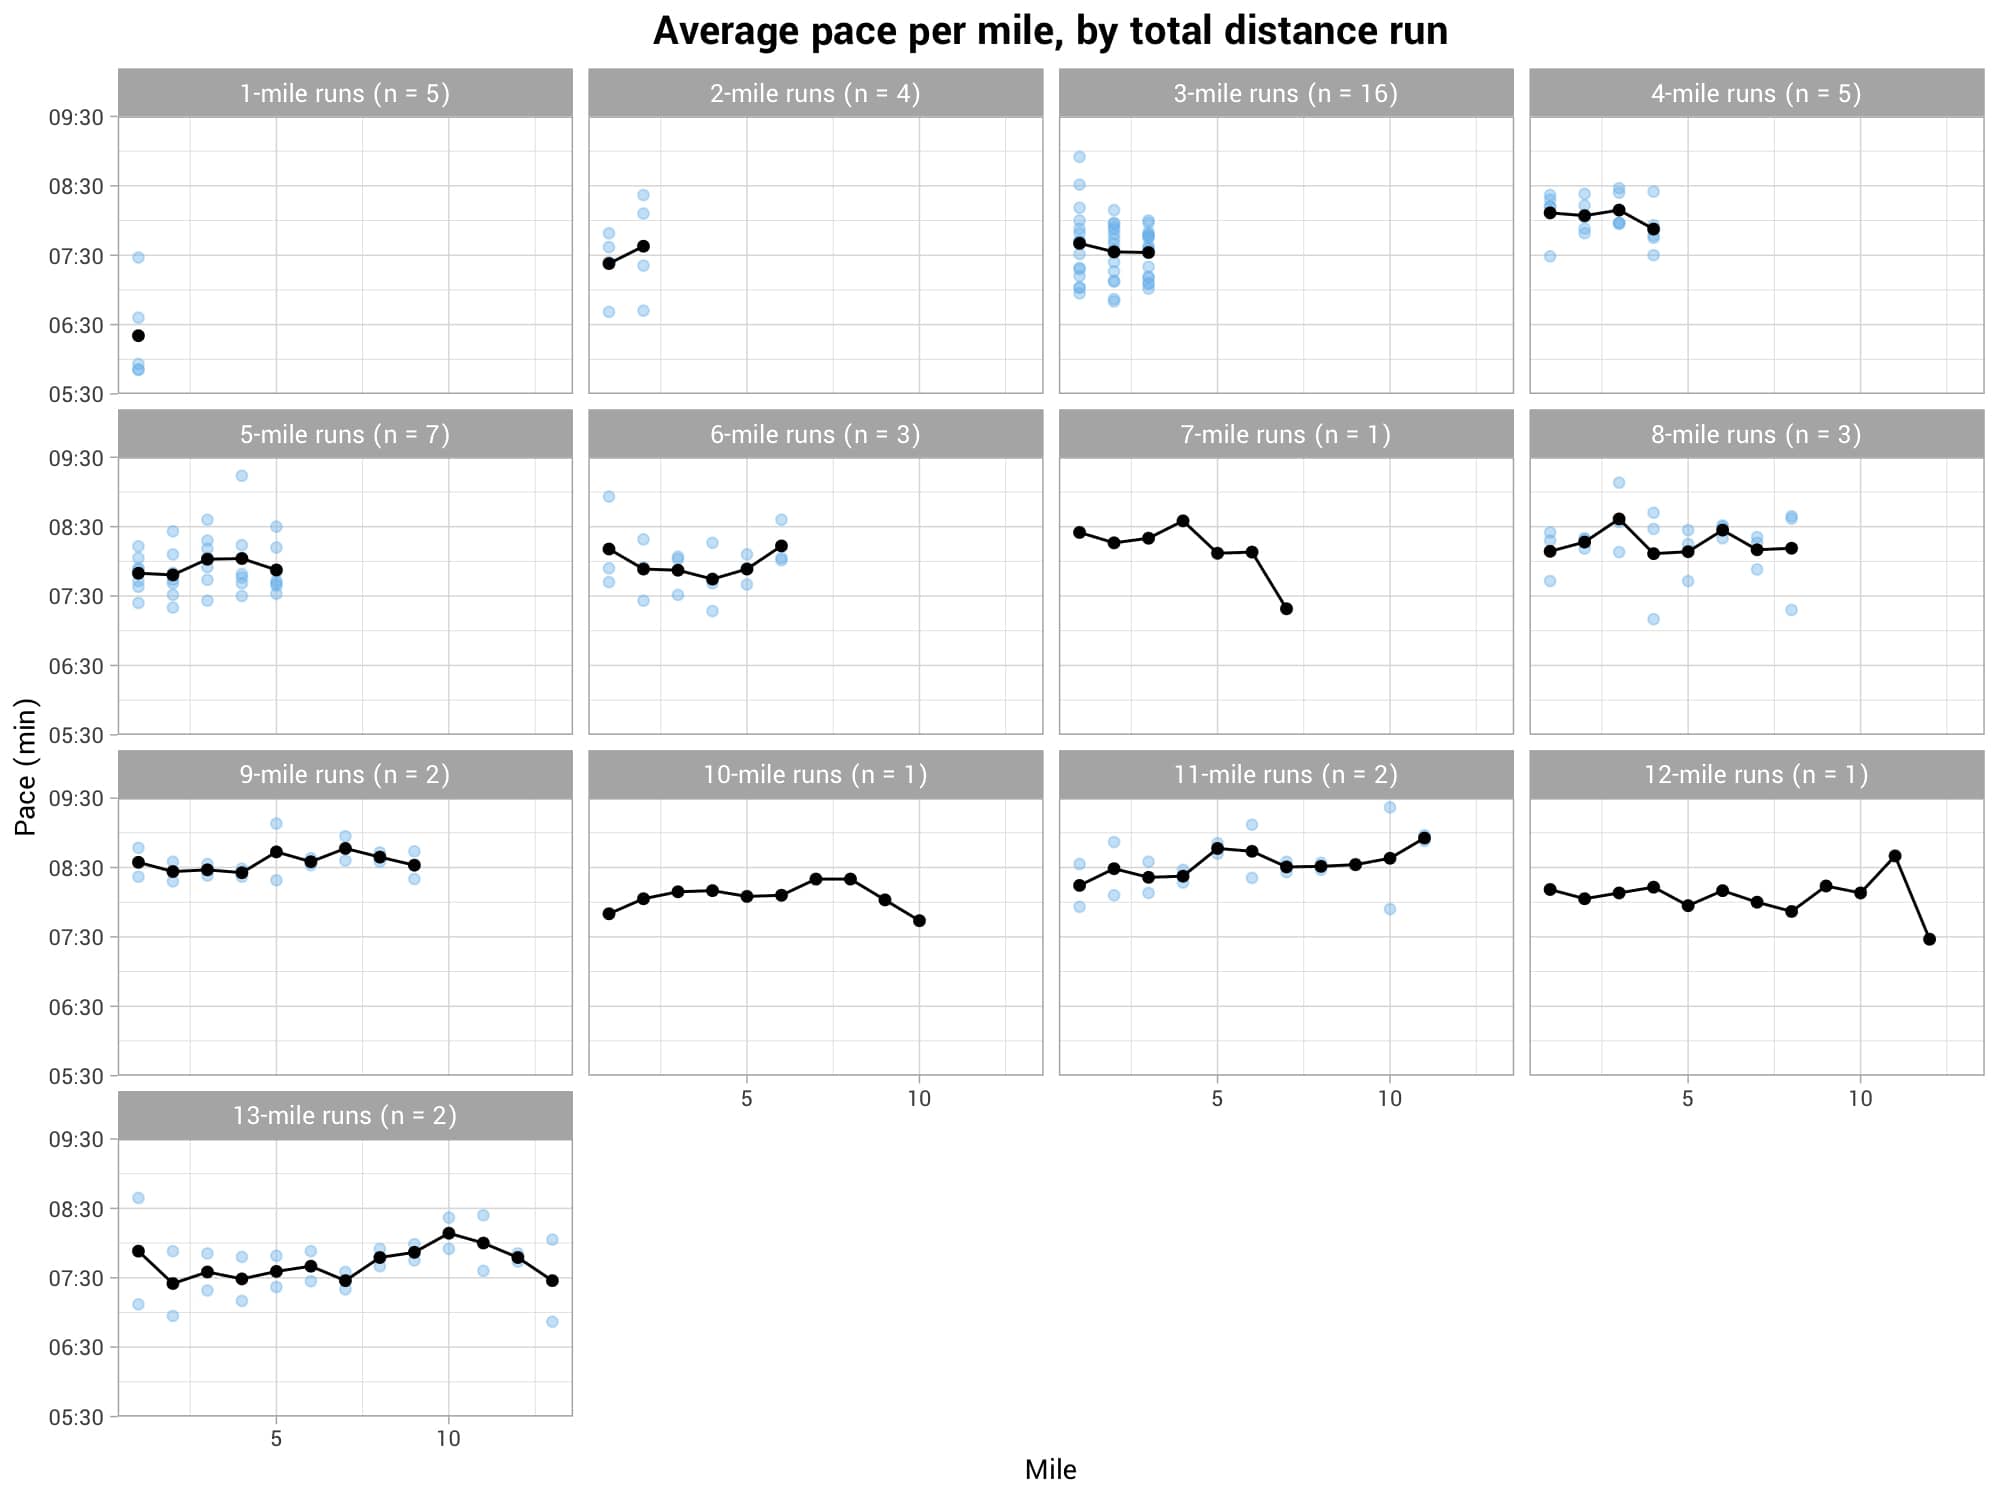 Average pace per mile, by total distance run
1-mile runs (n = 5)
2-mile runs (n = 4)
3-mile runs (n = 16)
4-mile runs (n = 5)
09:30
08:30
07:30
06:30
05:30
5-mile runs (n = 7)
6-mile runs (n = 3)
7-mile runs (n = 1)
8-mile runs (n = 3)
09:30
08:30
07:30
06:30
05:30
Pace (min)
9-mile runs (n = 2)
10-mile runs (n = 1)
11-mile runs (n = 2)
12-mile runs (n = 1)
09:30
08:30
07:30
06:30
05:30
5 10
5 10
5 10
13-mile runs (n = 2)
09:30
08:30
07:30
06:30
05:30
5 10
Mile